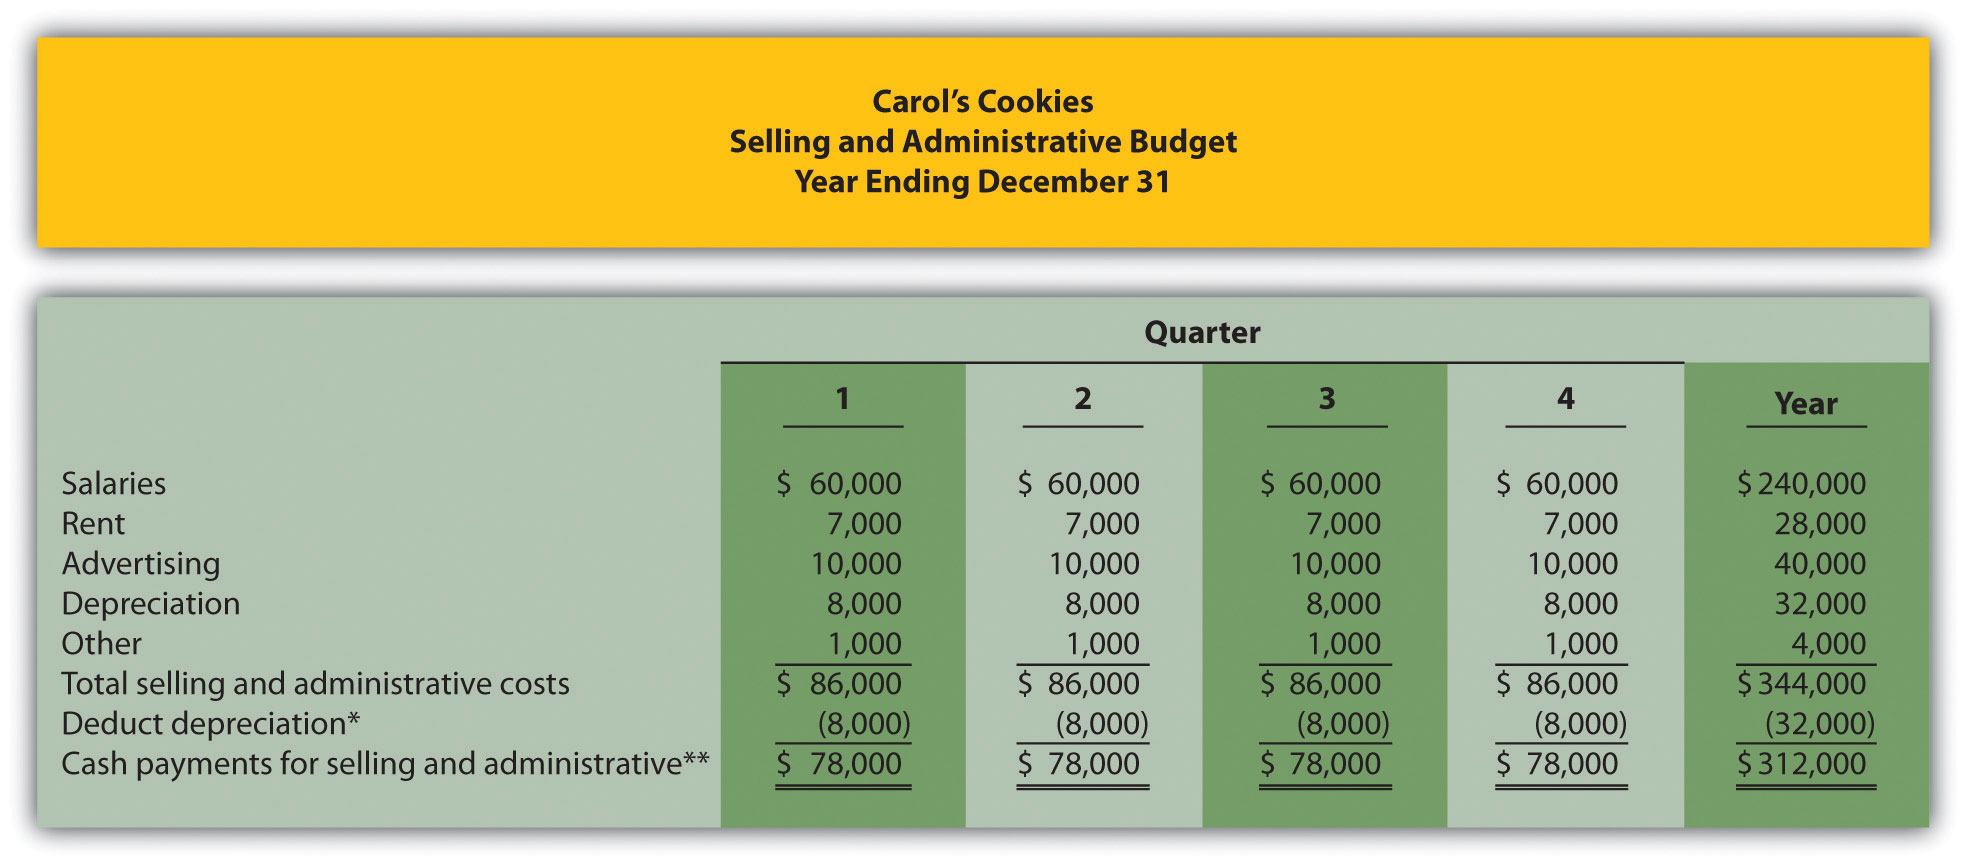 Carol’s Cookies
Selling and Administrative Budget
Year Ending December 31
Quarter
1 2 3 4 Year
Salaries $ 60,000 $ 60,000 $ 60,000 $ 60,000 $ 240,000
Rent 7,000 7,000 7,000 7,000 28,000
Advertising 10,000 10,000 10,000 10,000 40,000
Depreciation 8,000 8,000 8,000 8,000 32,000
Other 1,000 1,000 1,000 1,000 4,000
Total selling and administrative costs $ 86,000 $ 86,000 $ 86,000 $ 86,000 $ 344,000
Deduct depreciation* (8,000) (8,000) (8,000) (8,000) (32,000)
Cash payments for selling and administrative** $ 78,000 $ 78,000 $ 78,000 $ 78,000 $ 312,000